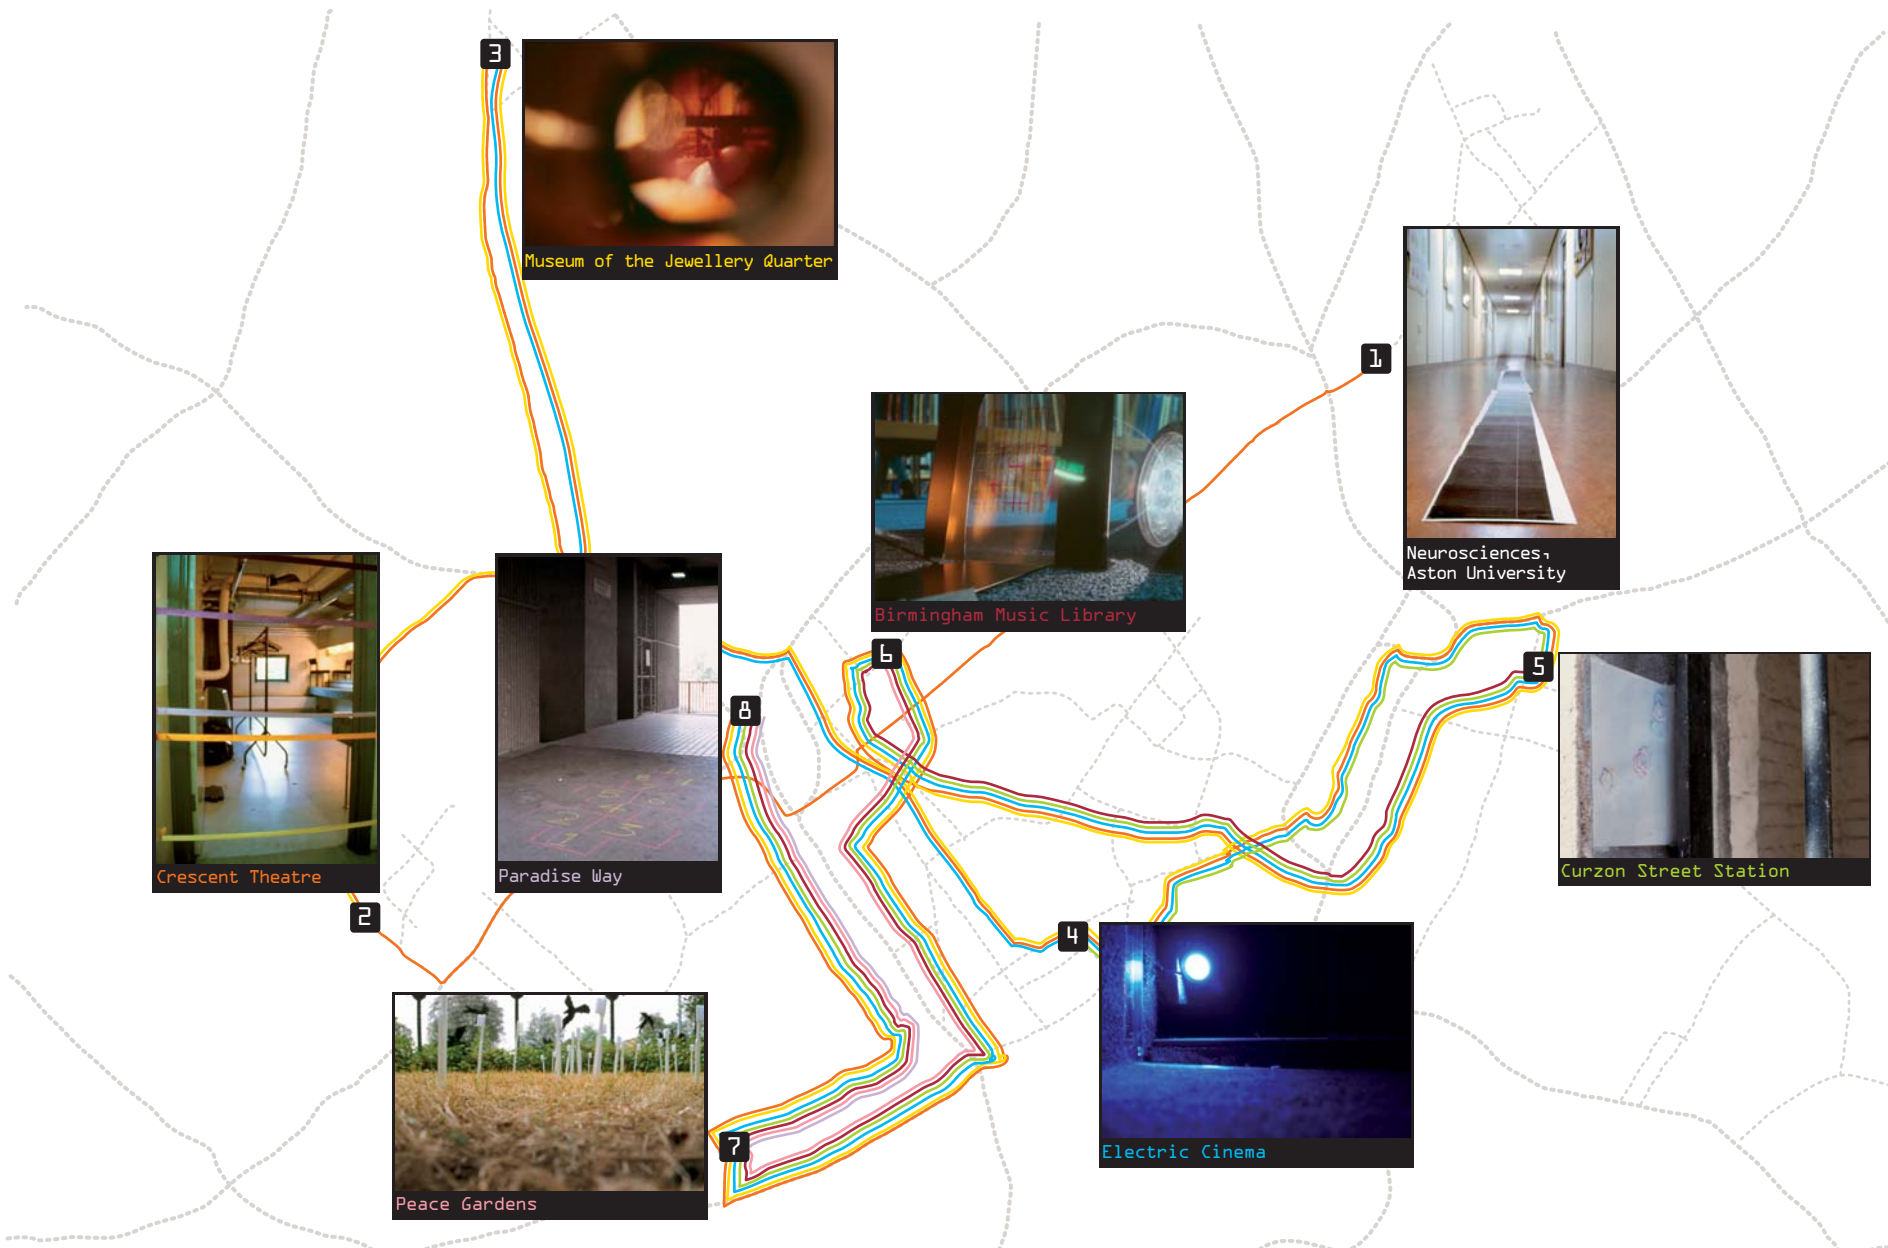 3
Museum of the Jewellery Quarter
1
Neurosciences,
Aston University
Birmingham Music Library
6
5
8
Curzon Street Station
Crescent Theatre
Paradise Way
2
4
7
Electric Cinema
Peace Gardens